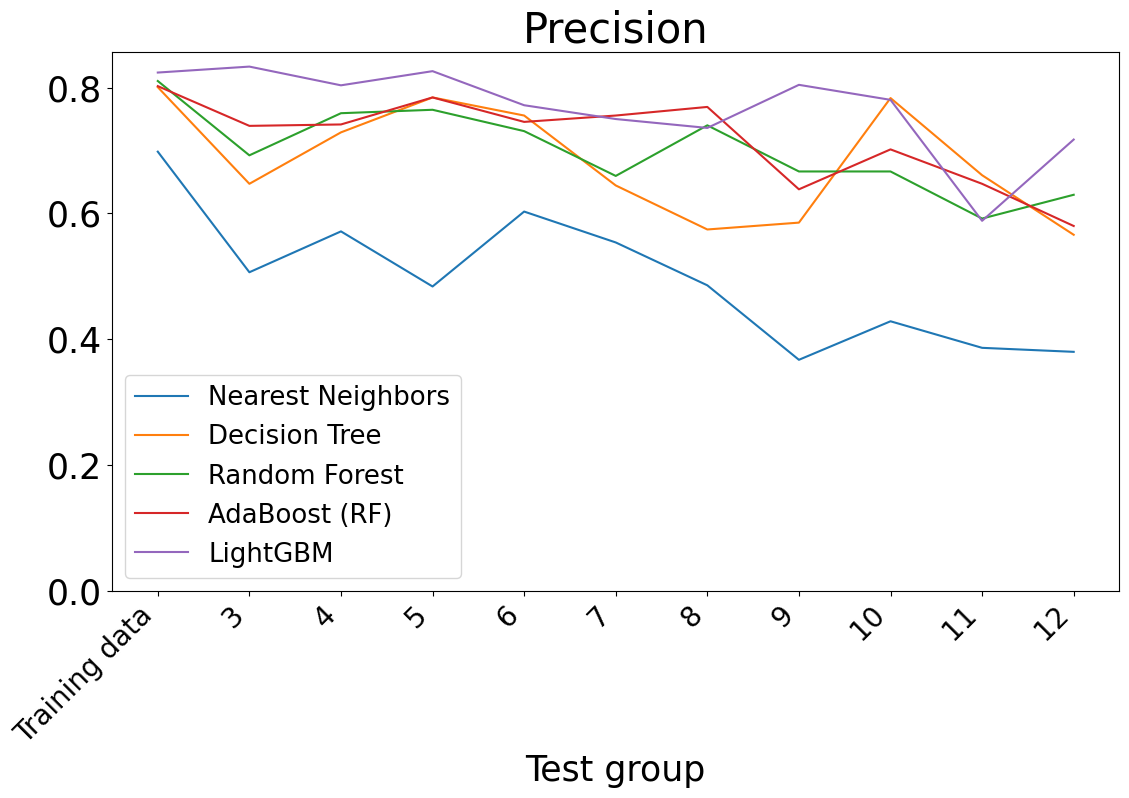 Precision
0.8
0.6
0.4
0.2
0.0
Nearest Neighbors
Decision Tree
Random Forest
AdaBoost (RF)
LightGBM
Training data
3
4
5
6
7
8
9
10
11
12
Test group